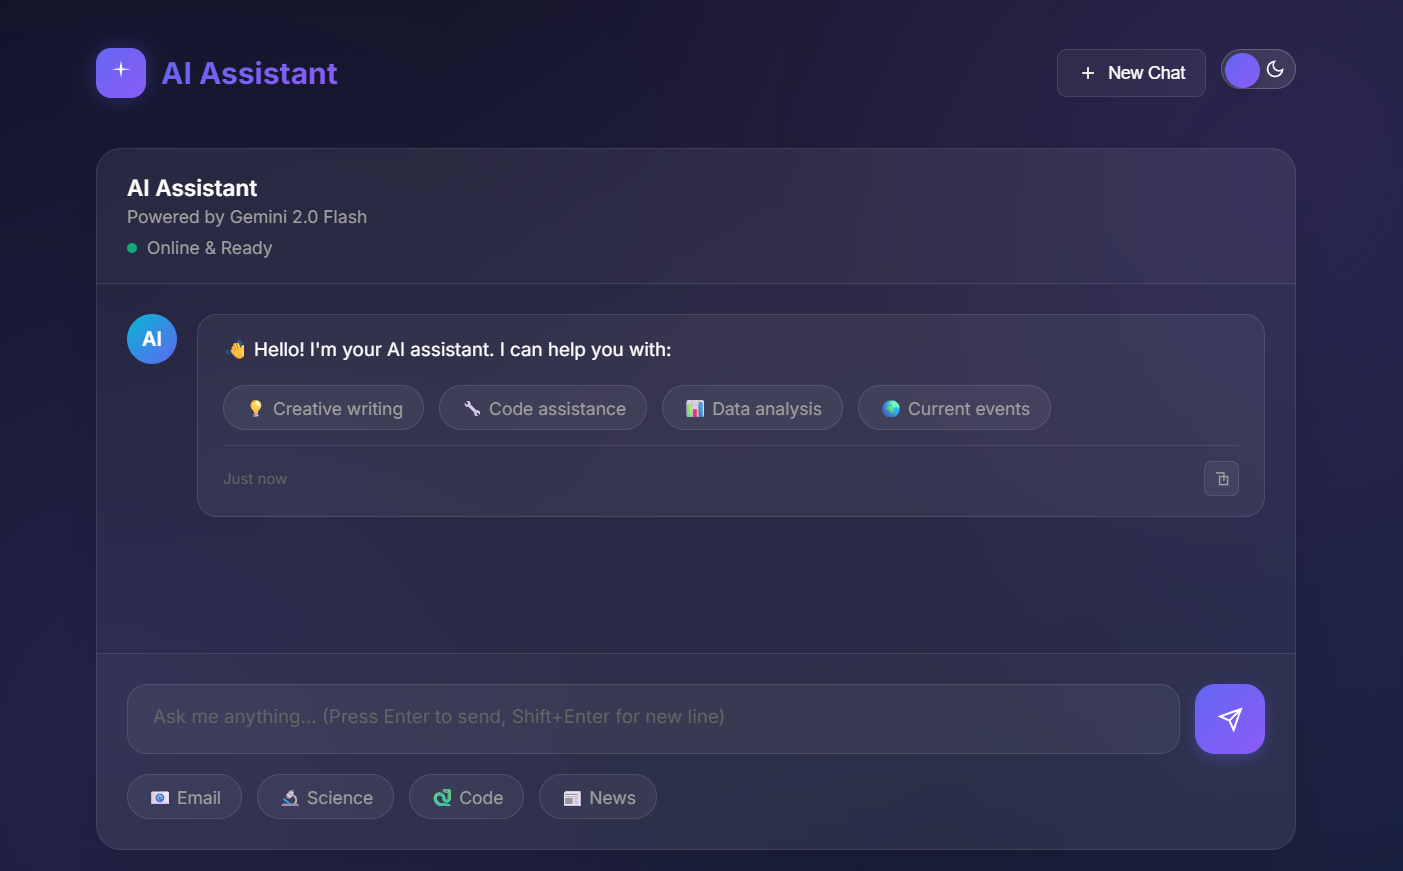 AI Assistant
New Chat
AI Assistant
Powered by Gemini 2.0 Flash
Online & Ready
AI
👋 Hello! I'm your AI assistant. I can help you with:
💡 Creative writing
🔧 Code assistance
📊 Data analysis
🌍 Current events
Just now
Ask me anything... (Press Enter to send, Shift+Enter for new line)
📧 Email
🔬 Science
🐉 Code
📰 News